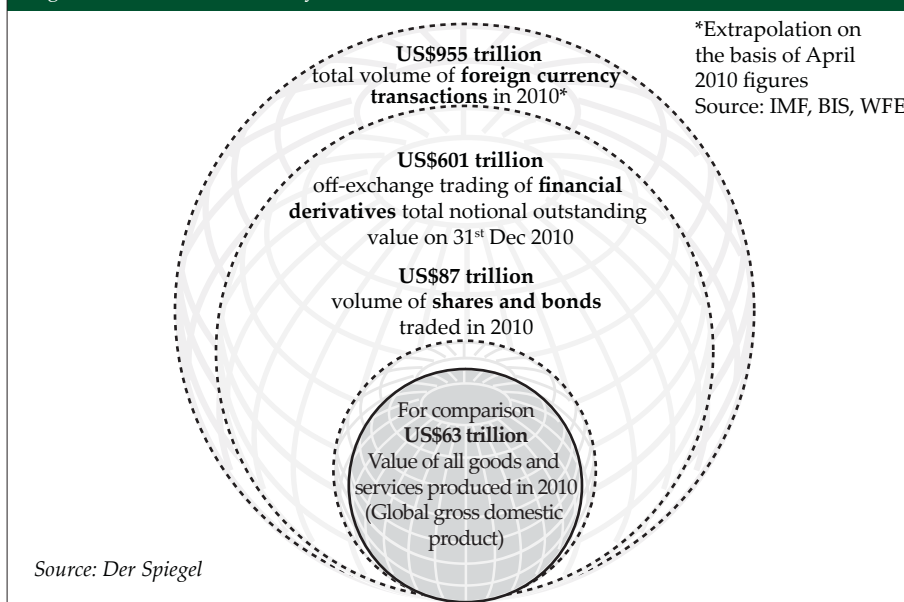 US$955 trillion
total volume of foreign currency
transactions in 2010*
*Extrapolation on
the basis of April
2010 figures
Source: IMF, BIS, WFE
US$601 trillion
off-exchange trading of financial
derivatives total notional outstanding
value on 31st Dec 2010
US$87 trillion
volume of shares and bonds
traded in 2010
For comparison
US$63 trillion
Value of all goods and
services produced in 2010
(Global gross domestic
product)
Source: Der Spiegel